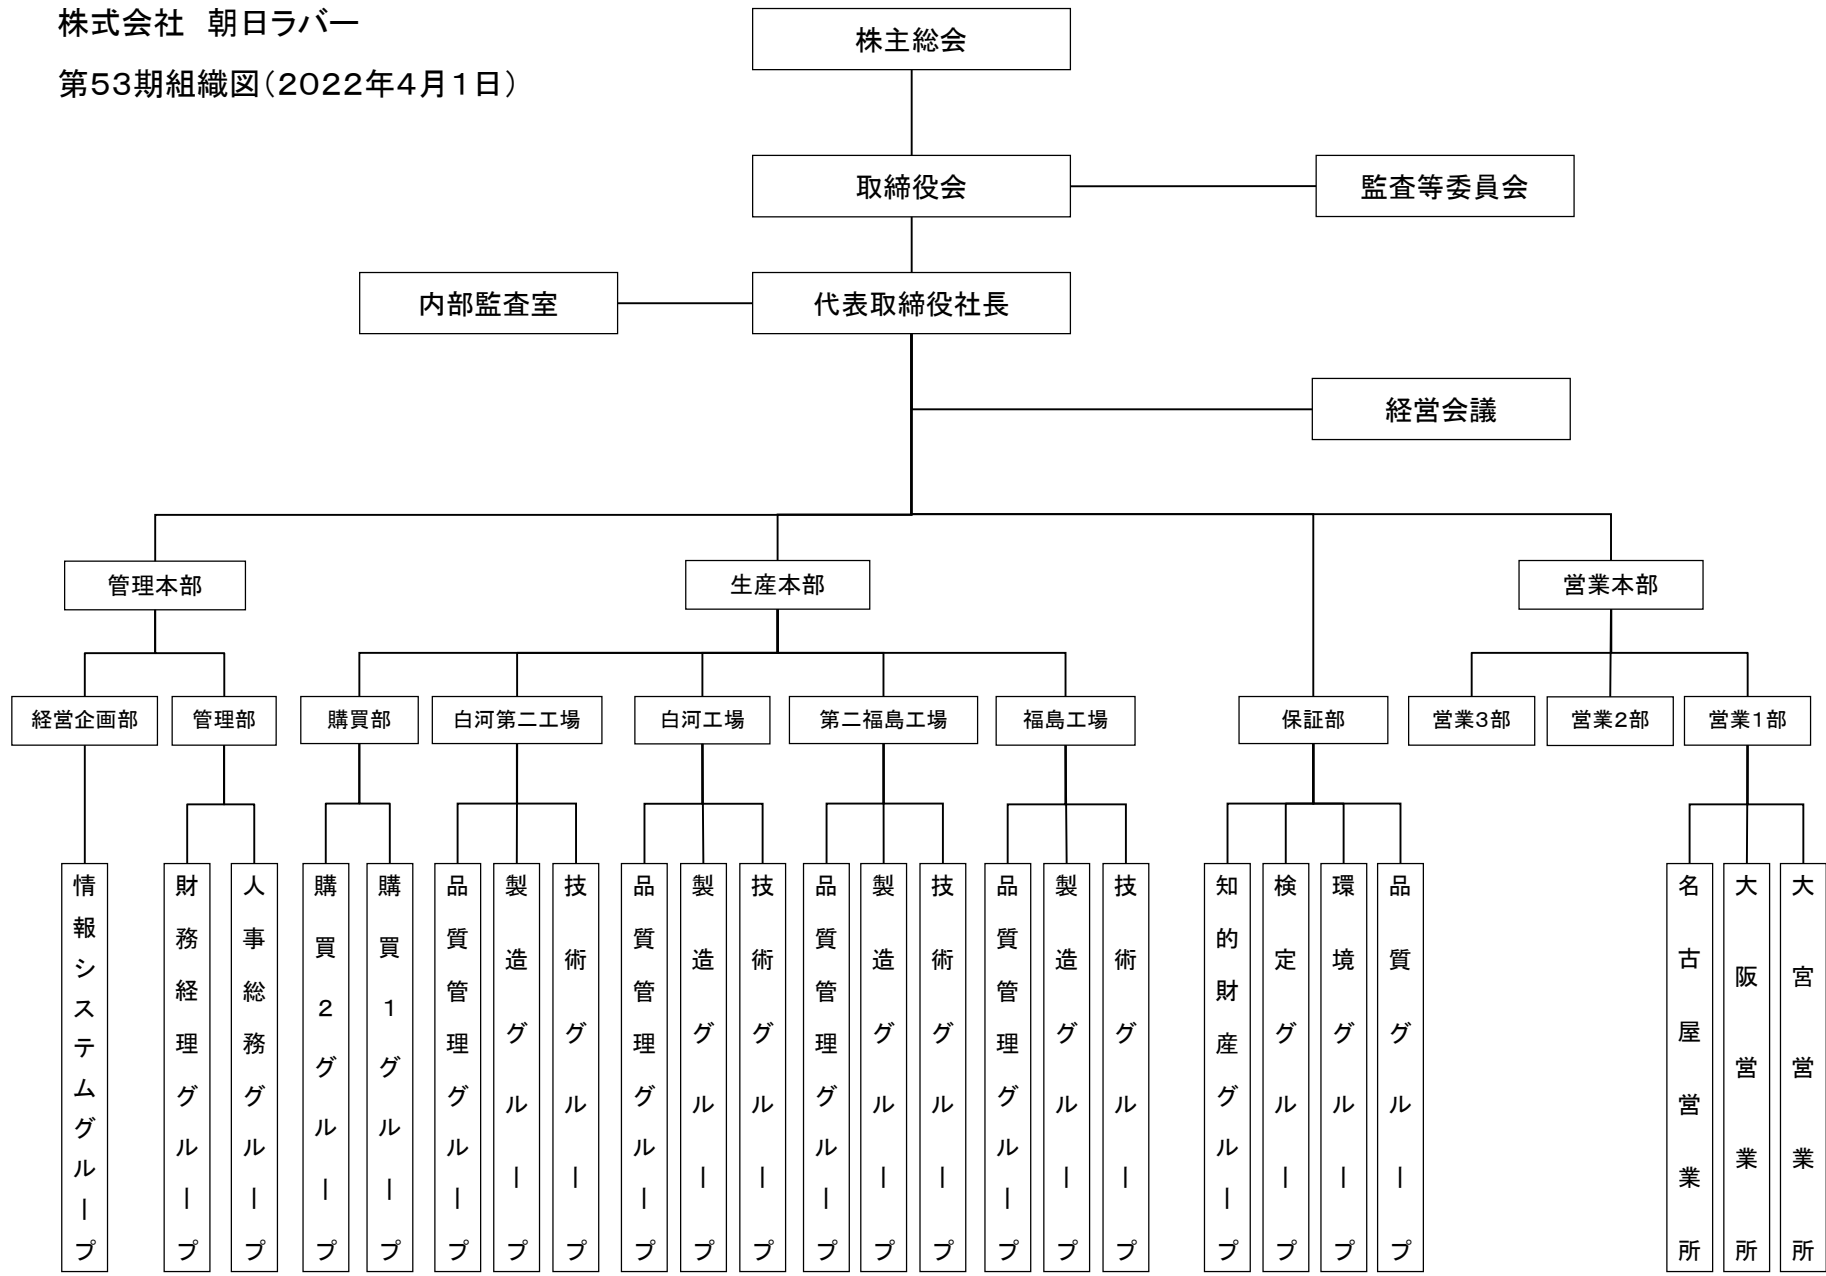 株式会社　朝日ラバー
第53期組織図（2022年4月1日）
株主総会
取締役会
監査等委員会
内部監査室
代表取締役社長
経営会議
管理本部
生産本部
営業本部
経営企画部
管理部
購買部
白河第二工場
白河工場
第二福島工場
福島工場
保証部
営業3部
営業2部
営業1部
情報システムグループ
財務経理グループ
人事総務グループ
購買2グループ
購買1グループ
品質管理グループ
製造グループ
技術グループ
品質管理グループ
製造グループ
技術グループ
品質管理グループ
製造グループ
技術グループ
品質管理グループ
製造グループ
技術グループ
知的財産グループ
検定グループ
環境グループ
品質グループ
名古屋営業所
大阪営業所
大宮営業所